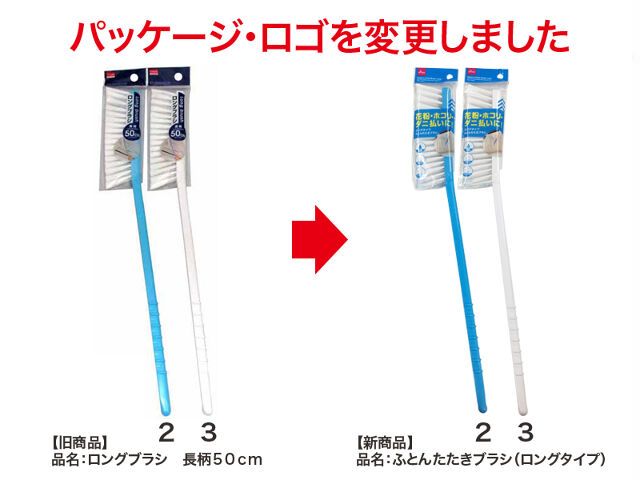 パッケージ・ロゴを変更しました
ロングブラシ
50cm
ロングブラシ
50cm
花粉・ホコリ、
ダニ払いに!
花粉・ホコリ、
ダニ払いに!
2 3
【旧商品】
品名:ロングブラシ 長柄50cm
2 3
【新商品】
品名:ふとんたたきブラシ(ロングタイプ)